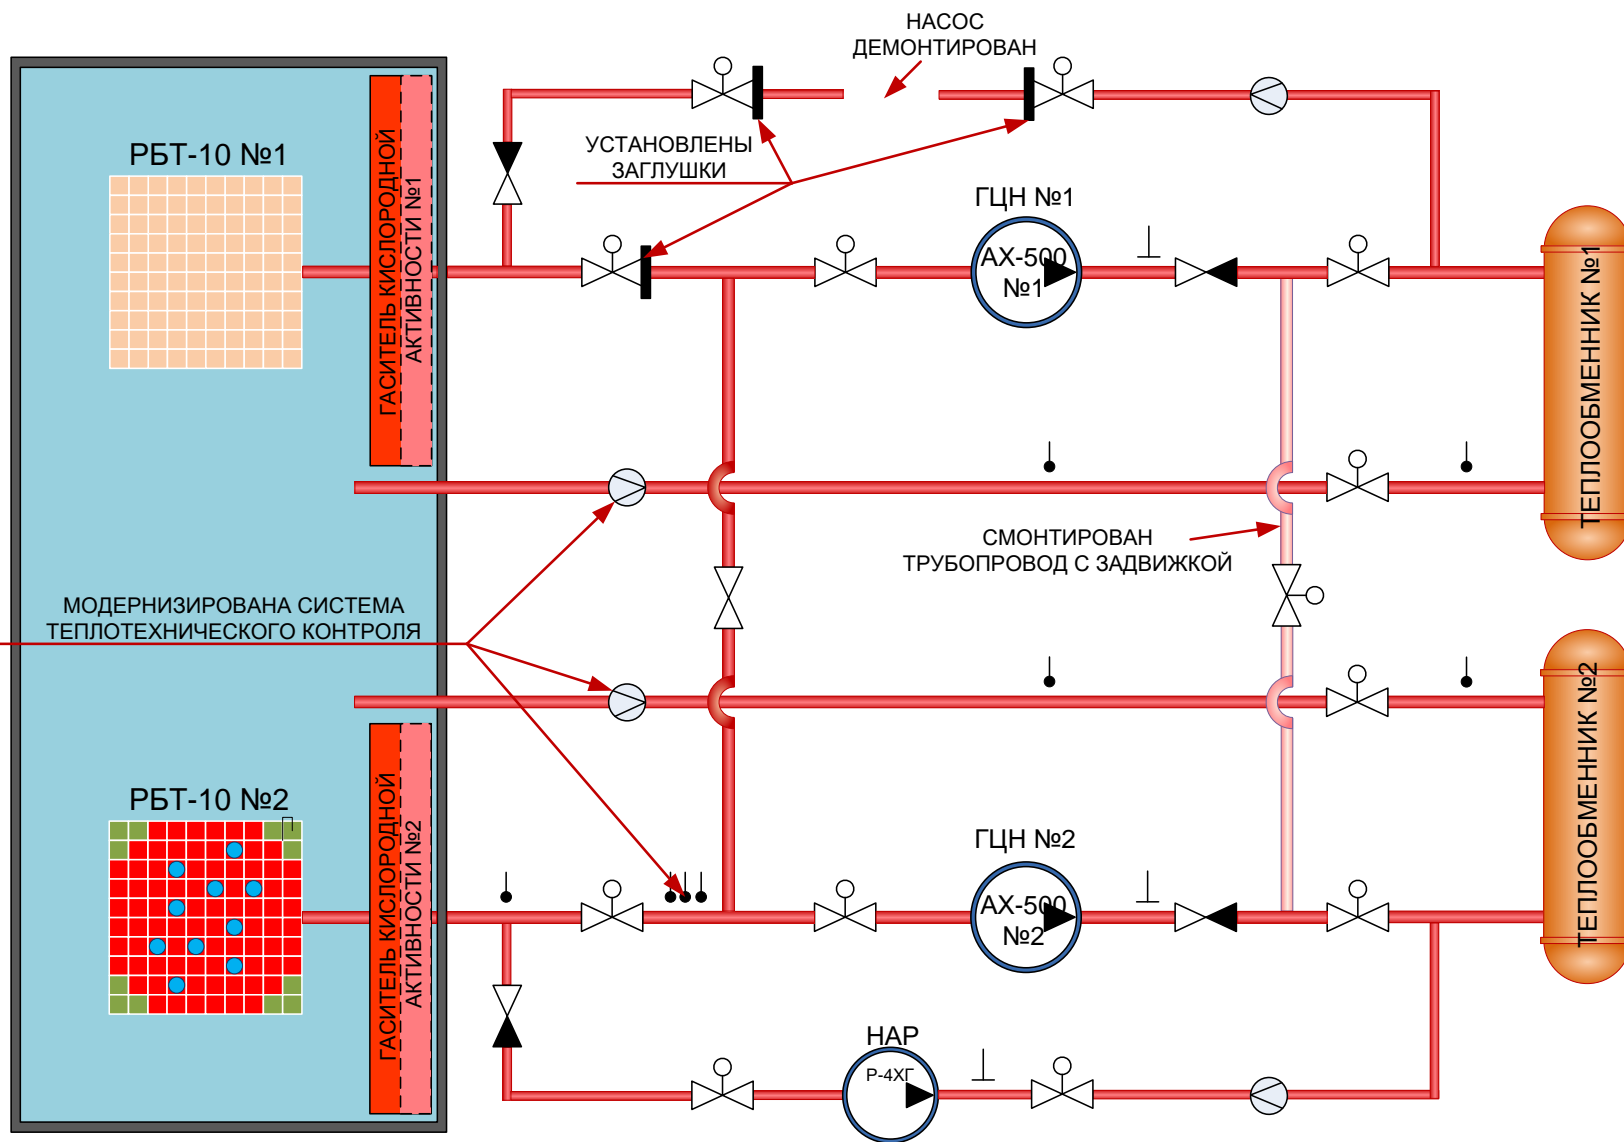 НАСОС
ДЕМОНТИРОВАН
УСТАНОВЛЕНЫ
ЗАГЛУШКИ
РБТ-10 №1
ГАСИТЕЛЬ КИСЛОРОДНОЙ
АКТИВНОСТИ №1
ГЦН №1
АХ-500
№1
ТЕПЛООБМЕННИК №1
СМОНТИРОВАН
ТРУБОПРОВОД С ЗАДВИЖКОЙ
МОДЕРНИЗИРОВАНА СИСТЕМА
ТЕПЛОТЕХНИЧЕСКОГО КОНТРОЛЯ
РБТ-10 №2
ГАСИТЕЛЬ КИСЛОРОДНОЙ
АКТИВНОСТИ №2
ГЦН №2
АХ-500
№2
ТЕПЛООБМЕННИК №2
НАР
Р-4ХГ